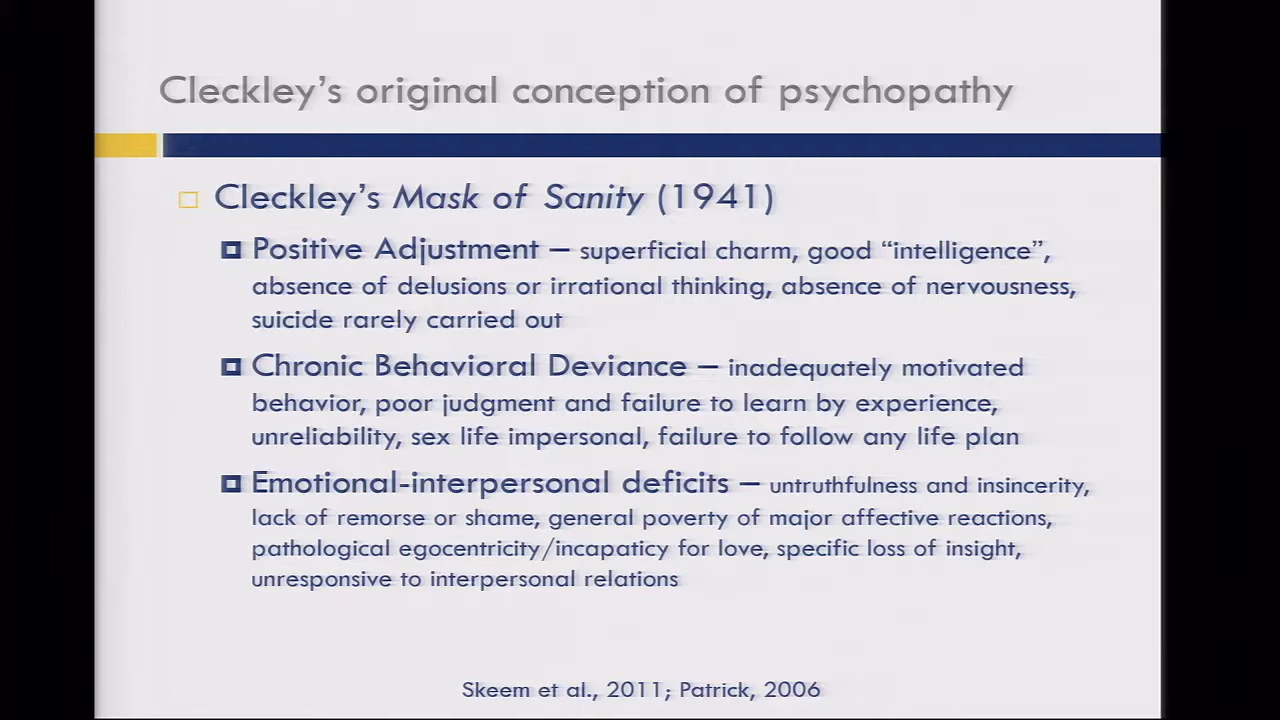 Cleckley's original conception of psychopathy
Cleckley's Mask of Sanity (1941)
Positive Adjustment – superficial charm, good “intelligence”,
absence of delusions or irrational thinking, absence of nervousness,
suicide rarely carried out
Chronic Behavioral Deviance – inadequately motivated
behavior, poor judgment and failure to learn by experience,
unreliability, sex life impersonal, failure to follow any life plan
Emotional-interpersonal deficits – untruthfulness and insincerity,
lack of remorse or shame, general poverty of major affective reactions,
pathological egocentricity/incapaticy for love, specific loss of insight,
unresponsive to interpersonal relations
Skeem et al., 2011; Patrick, 2006